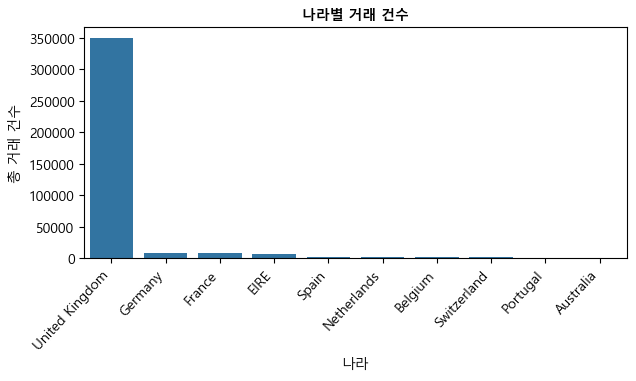 나라별 거래 건수
총 거래 건수
350000
300000
250000
200000
150000
100000
50000
0
United Kingdom
Germany
France
EIRE
Spain
Netherlands
Belgium
Switzerland
Portugal
Australia
나라